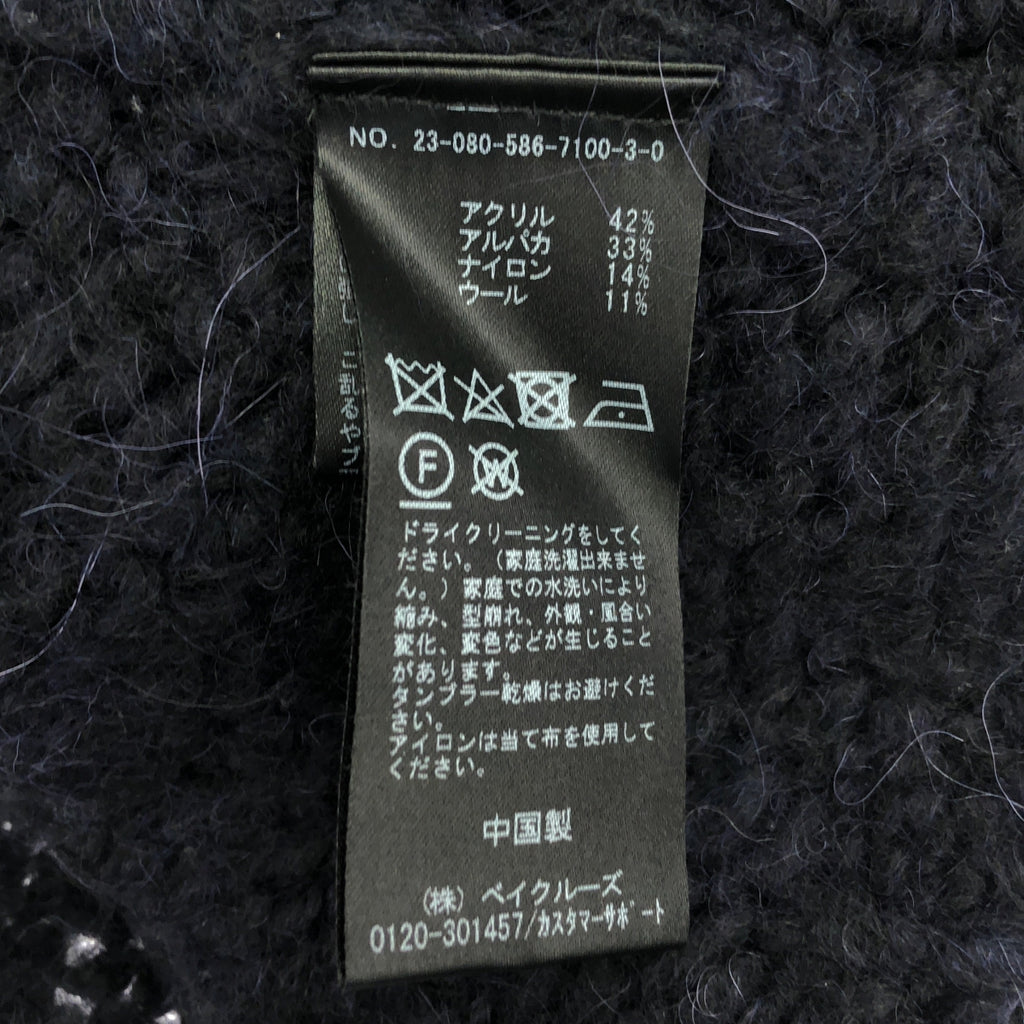 NO. 23-080-586-7100-3-0
アクリル 42%
アルパカ 33%
ナイロン 14%
ウール 11%
F
W
ドライクリーニングをしてく
ださい。（家庭洗濯出来ませ
ん。）家庭での水洗いにより
縮み、型崩れ、外観・風合い
変化、変色などが生じること
があります。
タンブラー乾燥はお避けくだ
さい。
アイロンは当て布を使用して
ください。
中国製
（株）ベイクルーズ
0120-301457/ｶｽﾀﾏｰｻﾎﾟｰﾄ